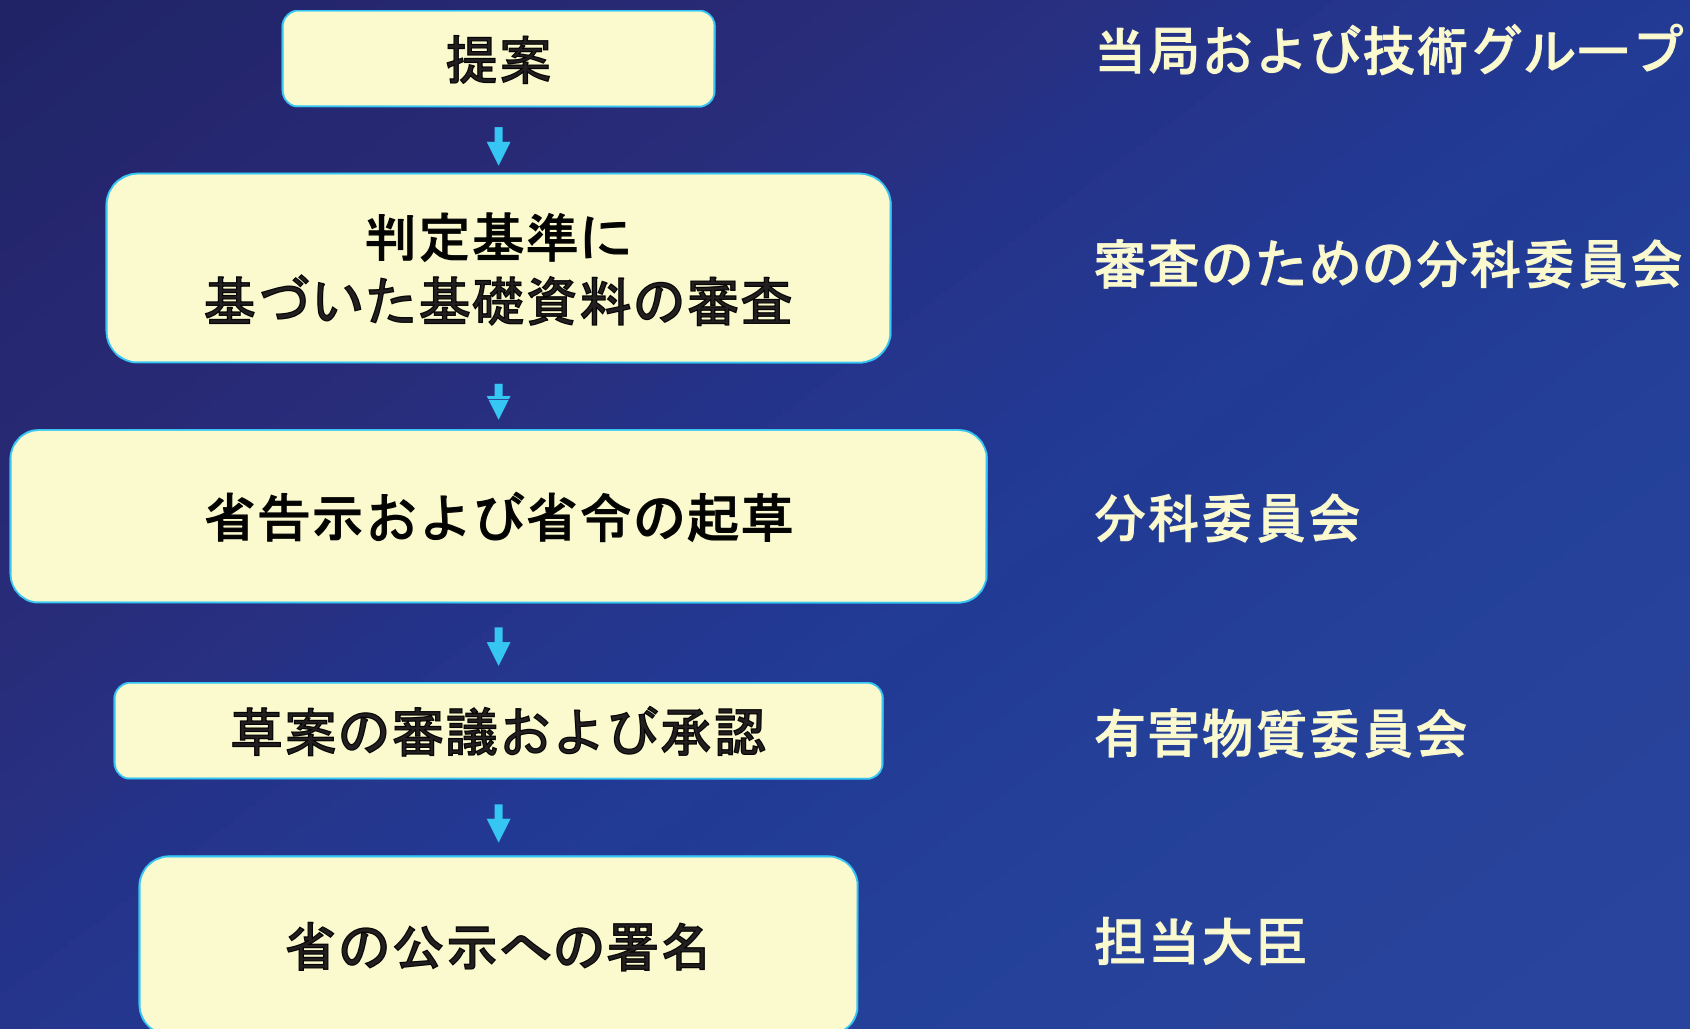 提案
当局および技術グループ
判定基準に
基づいた基礎資料の審査
審査のための分科委員会
省告示および省令の起草
分科委員会
草案の審議および承認
有害物質委員会
省の公示への署名
担当大臣